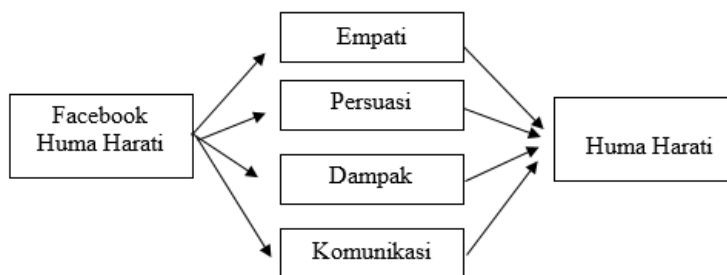 Facebook
Huma Harati
Empati
Persuasi
Dampak
Komunikasi
Huma Harati